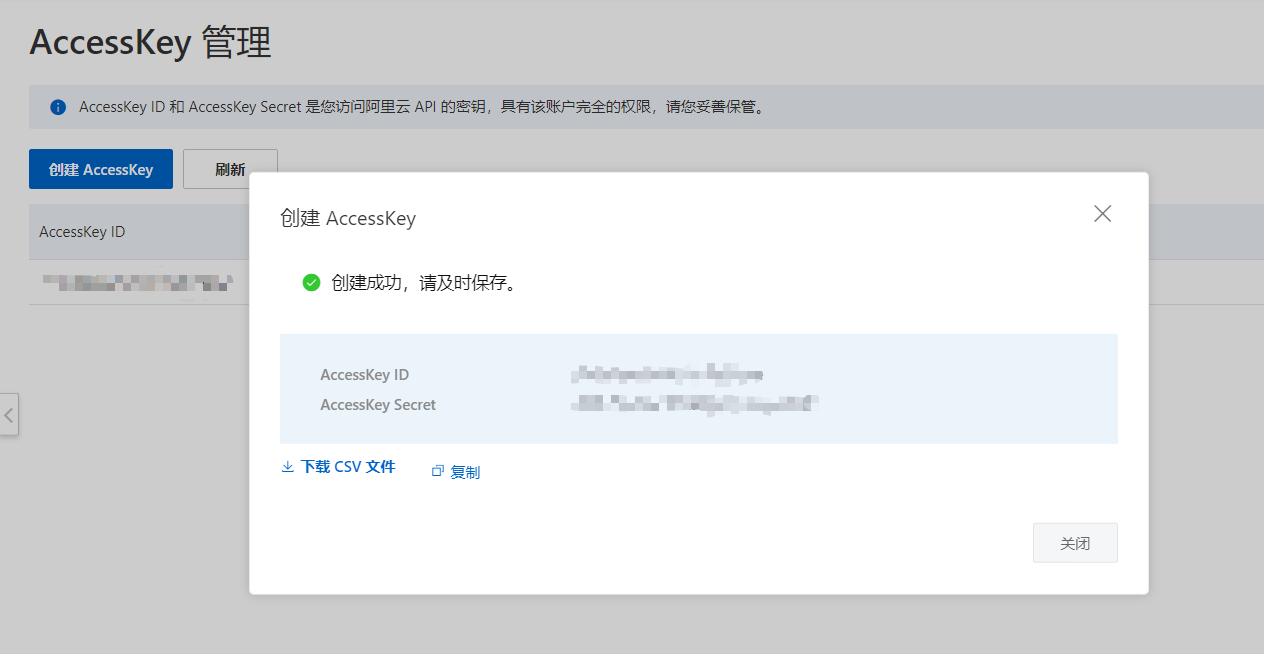 AccessKey 管理
AccessKey ID 和 AccessKey Secret 是您访问阿里云 API 的密钥，具有该账户完全的权限，请您妥善保管。
创建 AccessKey
刷新
AccessKey ID
创建 AccessKey
创建成功，请及时保存。
AccessKey ID
AccessKey Secret
下载 CSV 文件
复制
关闭